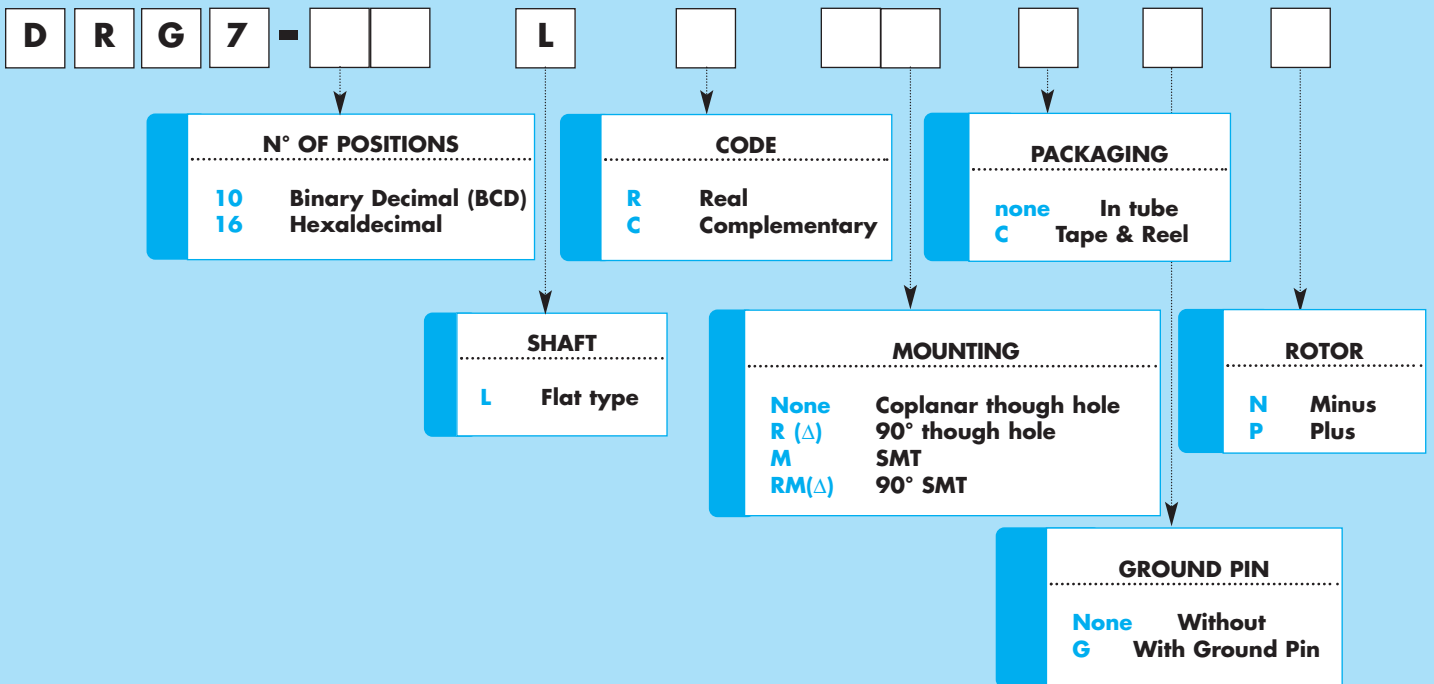 D R G 7 - L
N° OF POSITIONS
10 Binary Decimal (BCD)
16 Hexaldecimal
CODE
R Real
C Complementary
PACKAGING
none In tube
C Tape & Reel
SHAFT
L Flat type
MOUNTING
None Coplanar though hole
R (Δ) 90° though hole
M SMT
RM(Δ) 90° SMT
ROTOR
N Minus
P Plus
GROUND PIN
None Without
G With Ground Pin